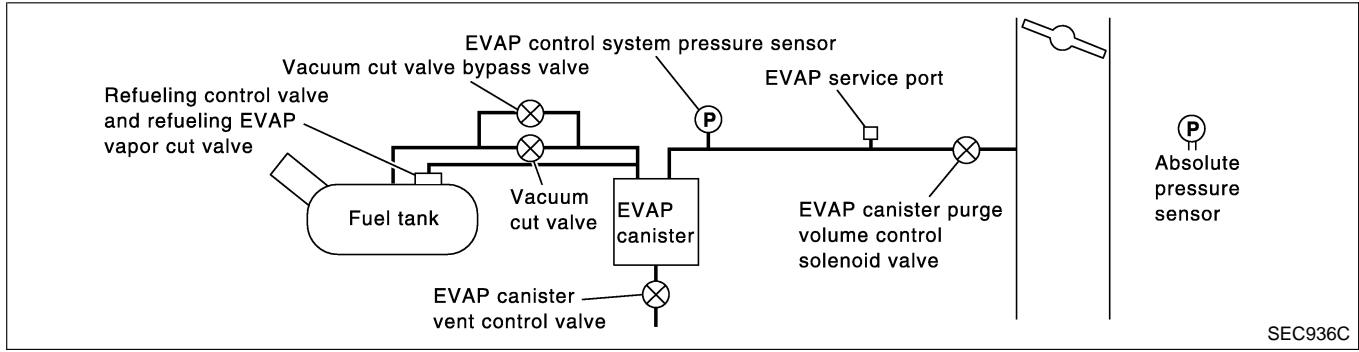 EVAP control system pressure sensor
Vacuum cut valve bypass valve
EVAP service port
Refueling control valve
and refueling EVAP
vapor cut valve
P
P
Absolute
pressure
sensor
Vacuum
cut valve
Fuel tank
EVAP
canister
EVAP canister purge
volume control
solenoid valve
EVAP canister
vent control valve
SEC936C